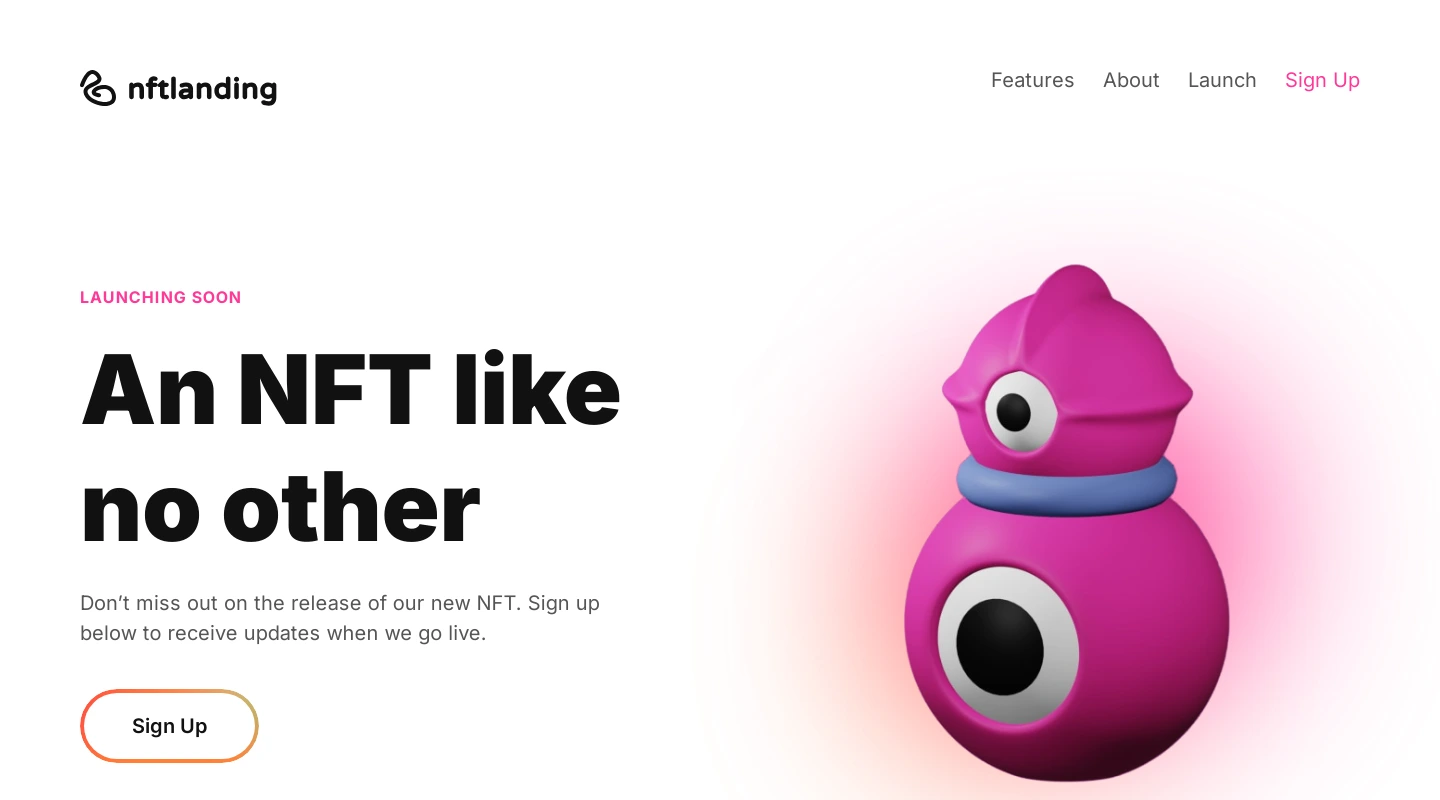 nftlanding
Features About Launch Sign Up
LAUNCHING SOON
An NFT like
no other
Don’t miss out on the release of our new NFT. Sign up
below to receive updates when we go live.
Sign Up